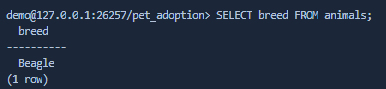 demo@127.0.0.1:26257/pet_adoption> SELECT breed FROM animals;
  breed
----------
  Beagle
(1 row)